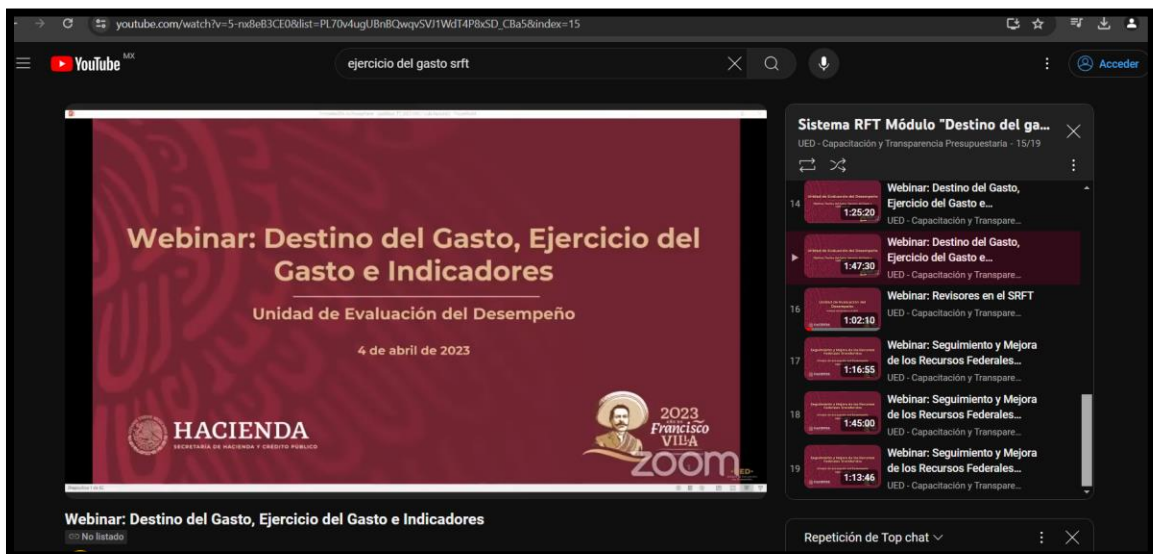 youtube.com/watch?v=5-nx8eB3CE0&list=PL70v4ugUBnBQwqvSVJ1WdT4P8xSD_CBa5&index=15
YouTube MX
ejercicio del gasto srft
Acceder
Webinar: Destino del Gasto, Ejercicio del
Gasto e Indicadores
Unidad de Evaluación del Desempeño
4 de abril de 2023
HACIENDA
SECRETARÍA DE HACIENDA Y CRÉDITO PÚBLICO
2023
Francisco
VILLA
zoom
-UED-
Webinar: Destino del Gasto, Ejercicio del Gasto e Indicadores
No listado
Sistema RFT Módulo "Destino del ga...
UED - Capacitación y Transparencia Presupuestaria - 15/19
14
1:25:20
Webinar: Destino del Gasto,
Ejercicio del Gasto e...
UED - Capacitación y Transpare...
1:47:30
Webinar: Destino del Gasto,
Ejercicio del Gasto e...
UED - Capacitación y Transpare...
16
1:02:10
Webinar: Revisores en el SRFT
UED - Capacitación y Transpare...
17
1:16:55
Webinar: Seguimiento y Mejora
de los Recursos Federales...
UED - Capacitación y Transpare...
18
1:45:00
Webinar: Seguimiento y Mejora
de los Recursos Federales...
UED - Capacitación y Transpare...
19
1:13:46
Webinar: Seguimiento y Mejora
de los Recursos Federales...
UED - Capacitación y Transpare...
Repetición de Top chat